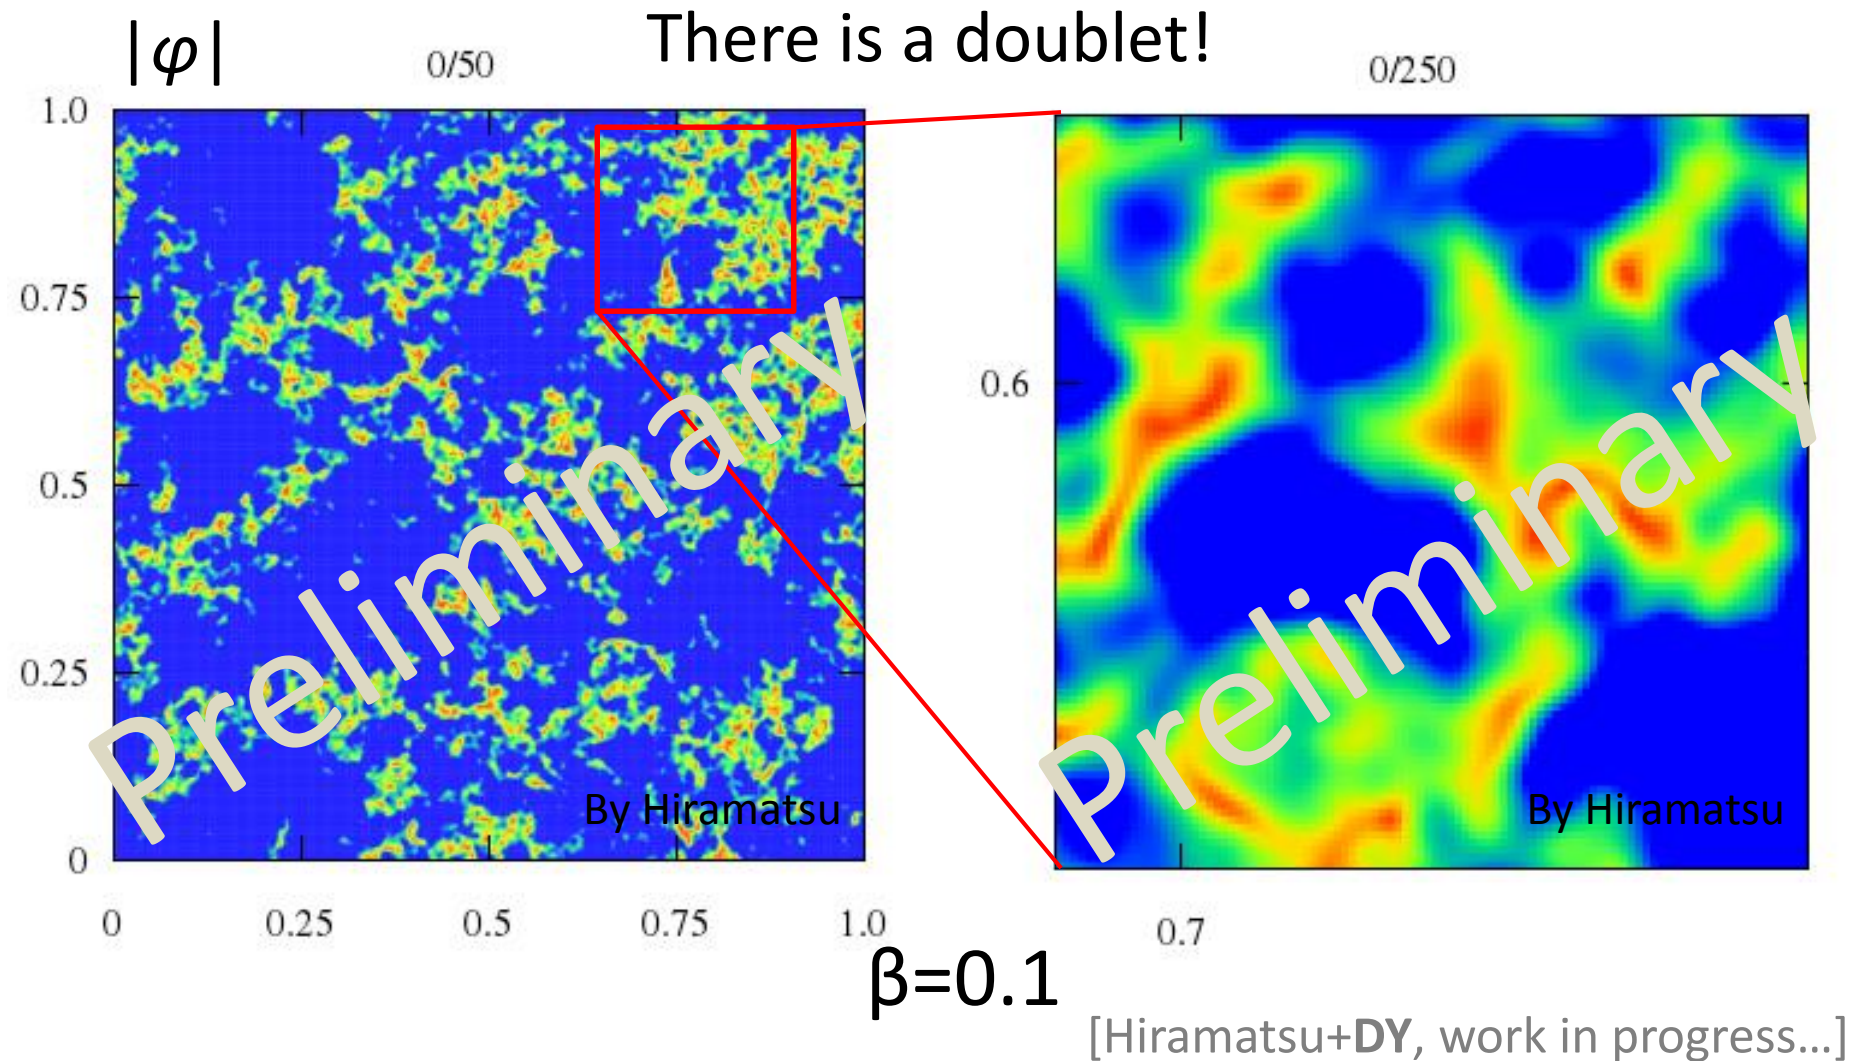 There is a doublet!
|φ|
0/50
0/250
1.0
0.75
0.5
0.25
0
0 0.25 0.5 0.75 1.0
0.6
0.7
Preliminary
Preliminary
By Hiramatsu
By Hiramatsu
β=0.1
[Hiramatsu+DY, work in progress...]